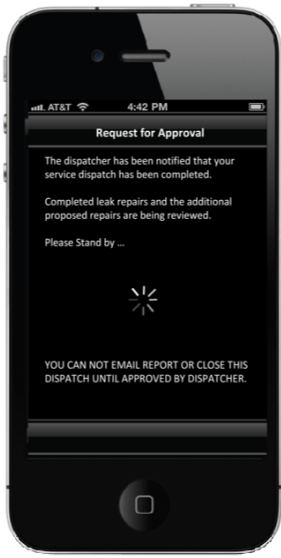 AT&T 4:42 PM
Request for Approval
The dispatcher has been notified that your
service dispatch has been completed.
Completed leak repairs and the additional
proposed repairs are being reviewed.
Please Stand by ...
YOU CAN NOT EMAIL REPORT OR CLOSE THIS
DISPATCH UNTIL APPROVED BY DISPATCHER.